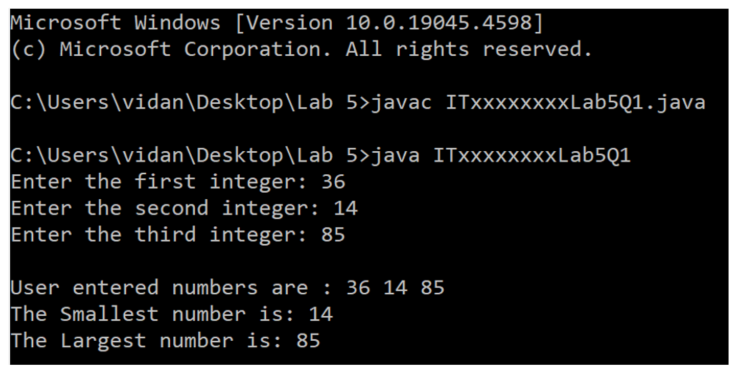 Microsoft Windows [Version 10.0.19045.4598]
(c) Microsoft Corporation. All rights reserved.
C:\Users\vidan\Desktop\Lab 5>javac ITxxxxxxxxLab5Q1.java
C:\Users\vidan\Desktop\Lab 5>java ITxxxxxxxxLab5Q1
Enter the first integer: 36
Enter the second integer: 14
Enter the third integer: 85
User entered numbers are : 36 14 85
The Smallest number is: 14
The Largest number is: 85